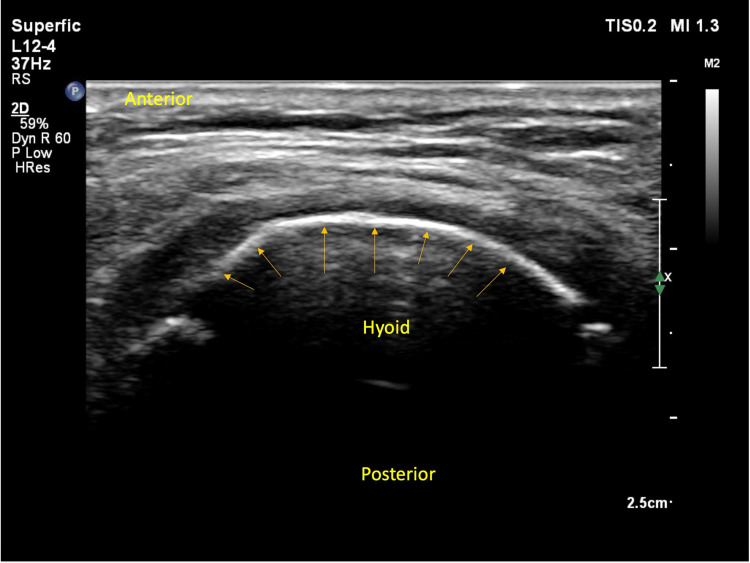 Superfic
L12-4
37Hz
RS
2D
59%
Dyn R 60
P Low
HRes
TIS0.2 MI 1.3
M2
P
Anterior
X
Hyoid
Posterior
2.5cm